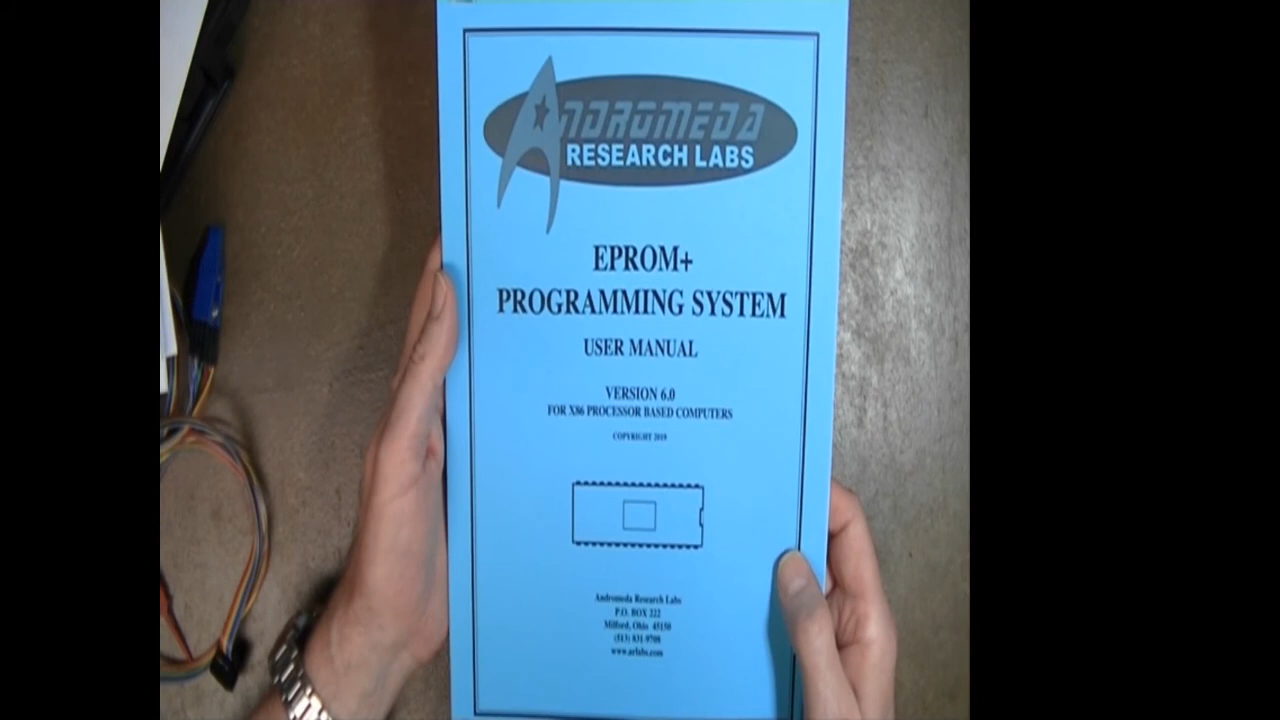 ANDROMEDA
RESEARCH LABS
EPROM+
PROGRAMMING SYSTEM
USER MANUAL
VERSION 6.0
FOR X86 PROCESSOR BASED COMPUTERS
COPYRIGHT 2019
Andromeda Research Labs
P.O. BOX 222
Milford, Ohio 45150
(513) 831-9708
www.arlabs.com